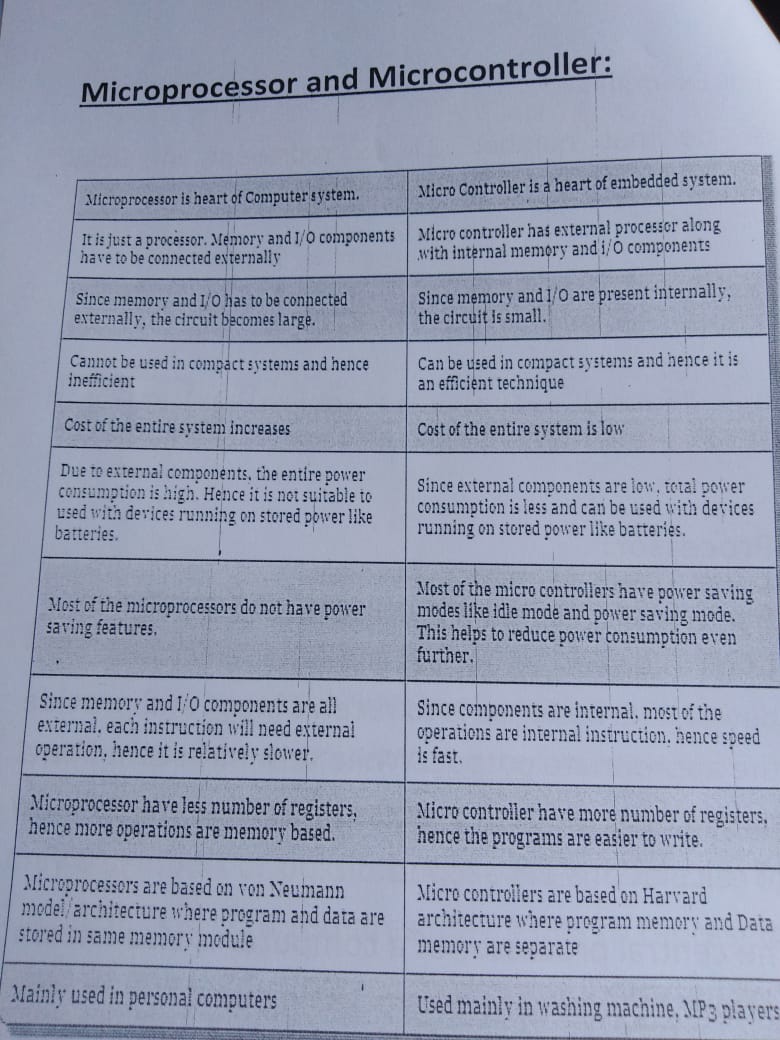 Microprocessor and Microcontroller:
Microprocessor is heart of Computer system.
Micro Controller is a heart of embedded system.
It is just a processor. Memory and I/O components
have to be connected externally
Micro controller has external processor along
with internal memory and i/O components
Since memory and I/O has to be connected
externally, the circuit becomes large.
Since memory and I/O are present internally,
the circuit is small.
Cannot be used in compact systems and hence
inefficient
Can be used in compact systems and hence it is
an efficient technique
Cost of the entire system increases
Cost of the entire system is low
Due to external components, the entire power
consumption is high. Hence it is not suitable to
used with devices running on stored power like
batteries.
Since external components are low, total power
consumption is less and can be used with devices
running on stored power like batteries.
Most of the microprocessors do not have power
saving features.
Most of the micro controllers have power saving
modes like idle mode and power saving mode.
This helps to reduce power consumption even
further.
Since memory and I/O components are all
external, each instruction will need external
operation, hence it is relatively slower.
Since components are internal, most of the
operations are internal instruction, hence speed
is fast.
Microprocessor have less number of registers,
hence more operations are memory based.
Micro controller have more number of registers,
hence the programs are easier to write.
Microprocessors are based on von Neumann
model/architecture where program and data are
stored in same memory module
Micro controllers are based on Harvard
architecture where program memory and Data
memory are separate
Mainly used in personal computers
Used mainly in washing machine, MP3 players